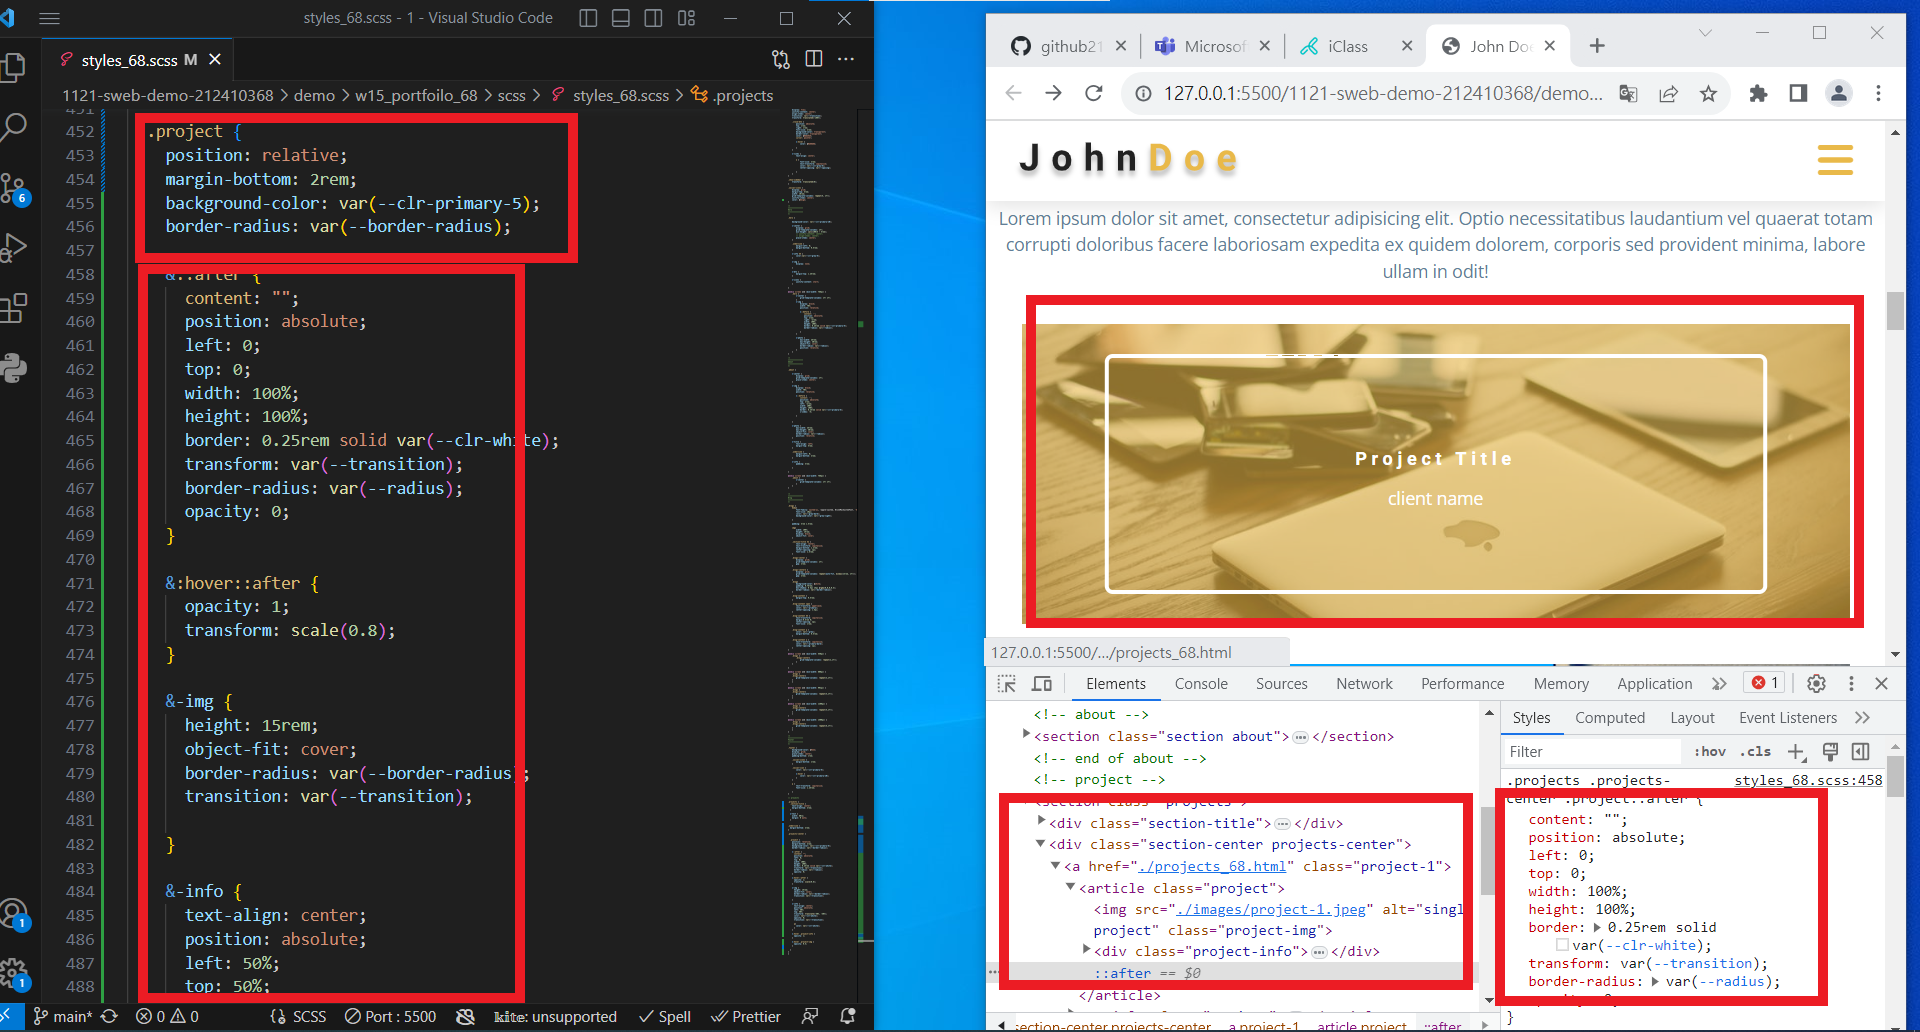 styles_68.scss - 1 - Visual Studio Code
styles_68.scss M
1121-sweb-demo-212410368 > demo > w15_portfoilo_68 > scss > styles_68.scss > .projects
451
452 .project {
453 position: relative;
454 margin-bottom: 2rem;
455 background-color: var(--clr-primary-5);
456 border-radius: var(--border-radius);
457
458 &::after {
459 content: "";
460 position: absolute;
461 left: 0;
462 top: 0;
463 width: 100%;
464 height: 100%;
465 border: 0.25rem solid var(--clr-white);
466 transform: var(--transition);
467 border-radius: var(--radius);
468 opacity: 0;
469 }
470
471 &:hover::after {
472 opacity: 1;
473 transform: scale(0.8);
474 }
475
476 &-img {
477 height: 15rem;
478 object-fit: cover;
479 border-radius: var(--border-radius);
480 transition: var(--transition);
481
482 }
483
484 &-info {
485 text-align: center;
486 position: absolute;
487 left: 50%;
488 top: 50%;
6
1
1
main* 0 0 {} SCSS Port : 5500 kite: unsupported Spell Prettier
github21 Microsof iClass John Doe
127.0.0.1:5500/1121-sweb-demo-212410368/demo...
JohnDoe
Lorem ipsum dolor sit amet, consectetur adipisicing elit. Optio necessitatibus laudantium vel quaerat totam
corrupti doloribus facere laboriosam expedita ex quidem dolorem, corporis sed provident minima, labore
ullam in odit!
Project Title
client name
127.0.0.1:5500/.../projects_68.html
Elements Console Sources Network Performance Memory Application >> 1
<!-- about -->
<section class="section about">...</section>
<!-- end of about -->
<!-- project -->
<section class="projects">
<div class="section-title">...</div>
<div class="section-center projects-center">
<a href="./projects_68.html" class="project-1">
<article class="project">
<img src="./images/project-1.jpeg" alt="singl
project" class="project-img">
<div class="project-info">...</div>
::after == $0
</article>
section-center.projects-center a.project-1 article.project ::after
Styles Computed Layout Event Listeners >>
Filter :hov .cls +
.projects .projects- styles_68.scss:458
center .project::after {
content: "";
position: absolute;
left: 0;
top: 0;
width: 100%;
height: 100%;
border: 0.25rem solid
var(--clr-white);
transform: var(--transition);
border-radius: var(--radius);
}